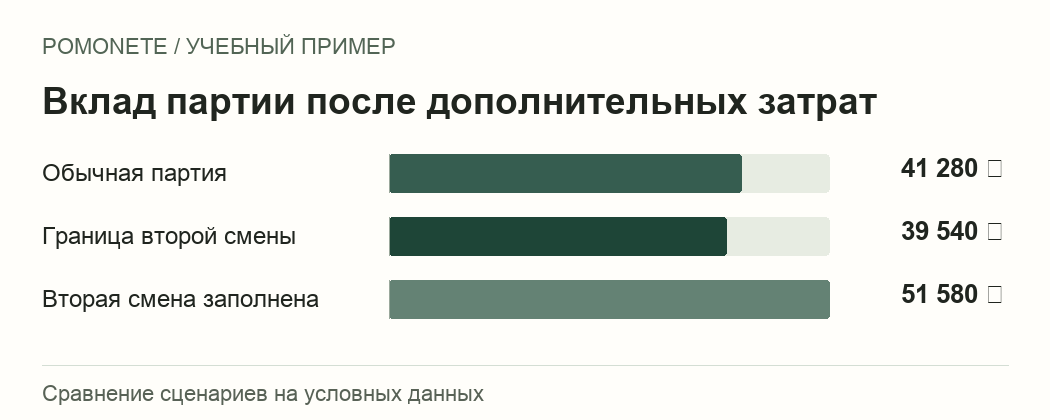 POMONETE / УЧЕБНЫЙ ПРИМЕР
Вклад партии после дополнительных затрат
Обычная партия 41 280 □
Граница второй смены 39 540 □
Вторая смена заполнена 51 580 □
Сравнение сценариев на условных данных